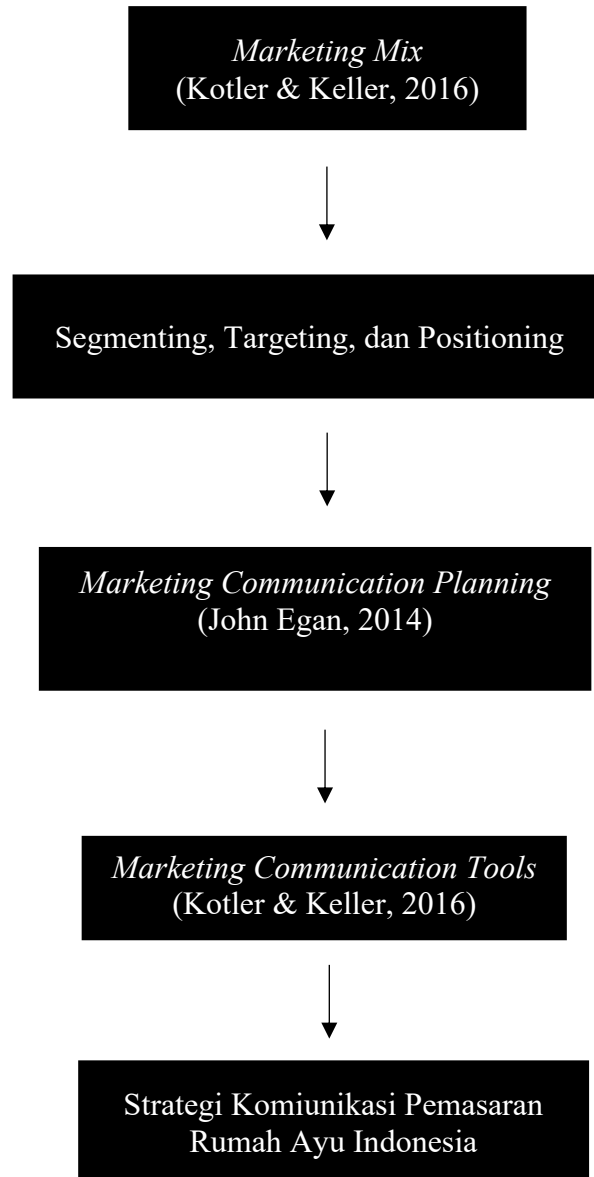 Marketing Mix
(Kotler & Keller, 2016)
Segmenting, Targeting, dan Positioning
Marketing Communication Planning
(John Egan, 2014)
Marketing Communication Tools
(Kotler & Keller, 2016)
Strategi Komiunikasi Pemasaran
Rumah Ayu Indonesia